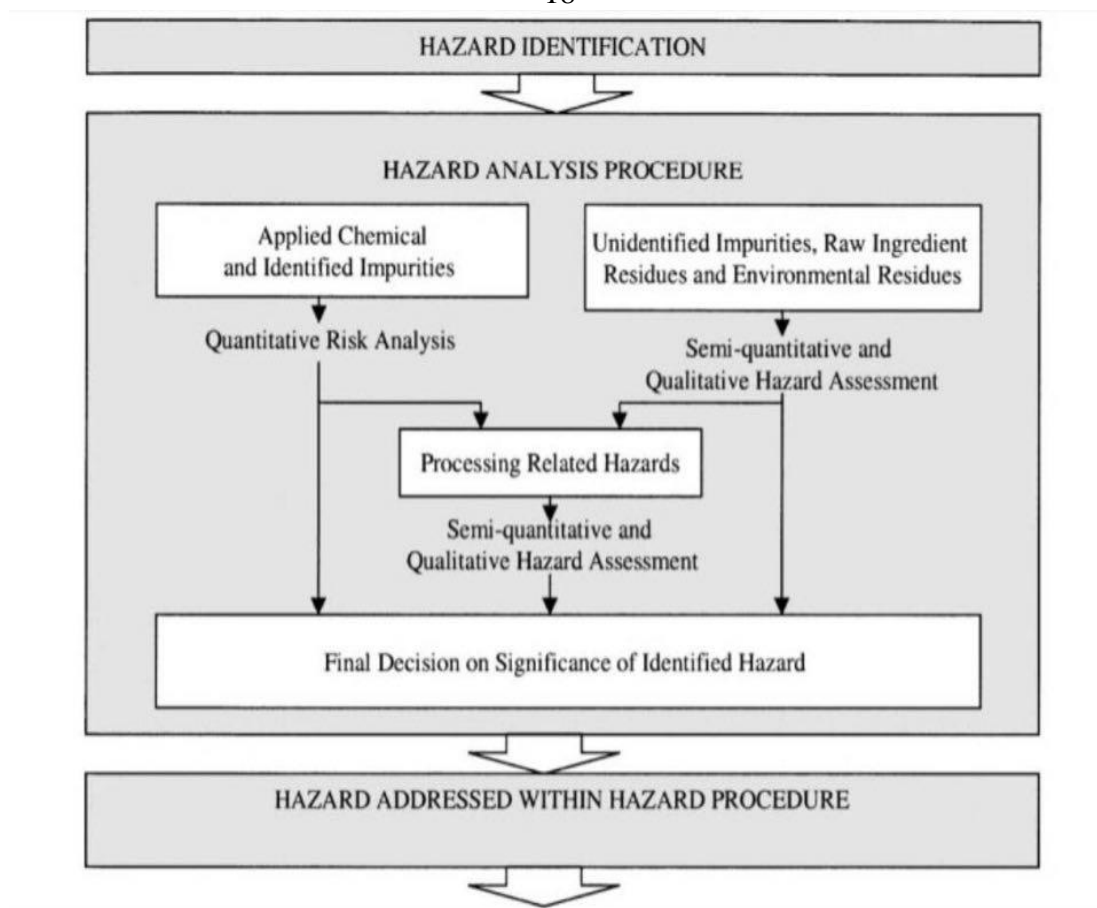 HAZARD IDENTIFICATION
HAZARD ANALYSIS PROCEDURE
Applied Chemical
and Identified Impurities
Unidentified Impurities, Raw Ingredient
Residues and Environmental Residues
Quantitative Risk Analysis
Semi-quantitative and
Qualitative Hazard Assessment
Processing Related Hazards
Semi-quantitative and
Qualitative Hazard Assessment
Final Decision on Significance of Identified Hazard
HAZARD ADDRESSED WITHIN HAZARD PROCEDURE